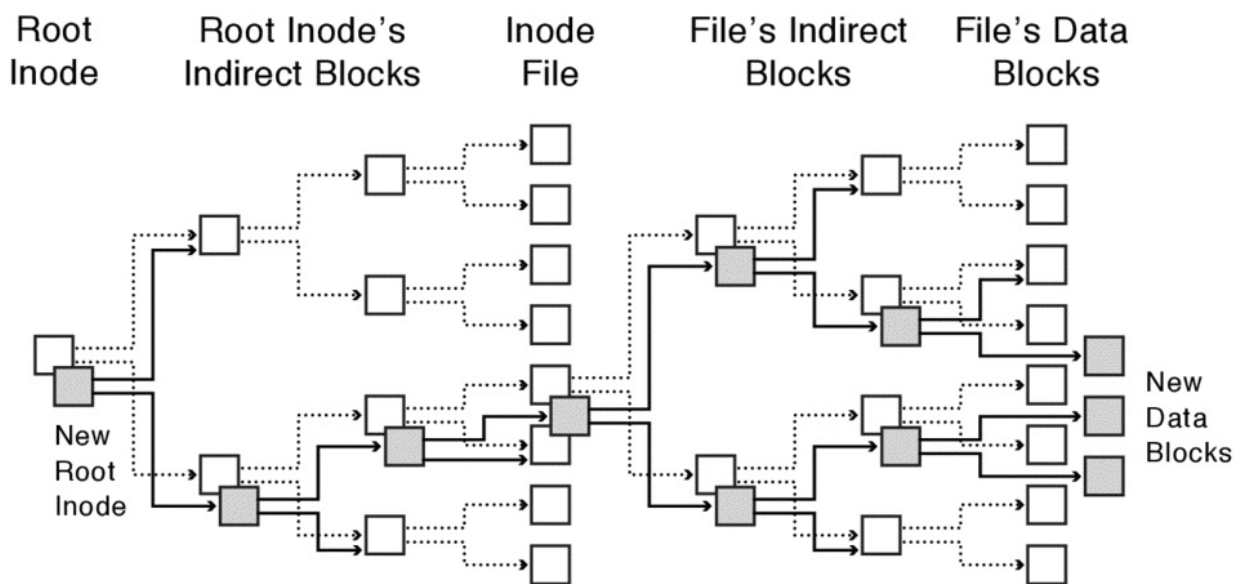 Root
Inode
Root Inode's
Indirect Blocks
Inode
File
File's Indirect
Blocks
File's Data
Blocks
New
Root
Inode
New
Data
Blocks